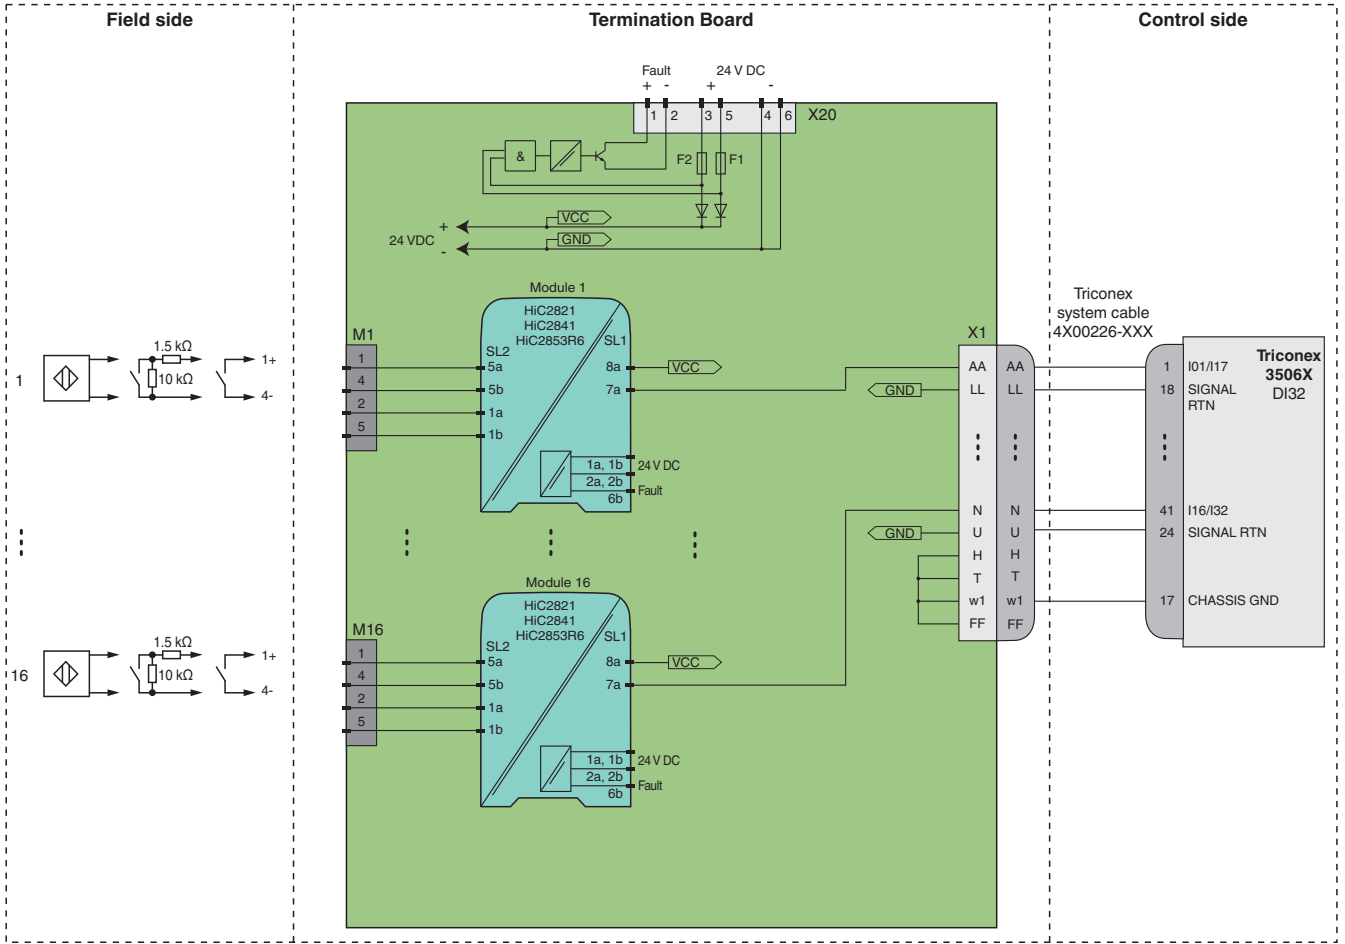 Field side
Termination Board
Control side
Fault
24 V DC
+ - + -
1 2 3 5 4 6 X20
&
F2 F1
VCC
+
24 VDC
GND
-
Module 1
HiC2821
HiC2841
HiC2853R6
SL2
SL1
M1
1
4
2
5
5a
5b
1a
1b
8a
7a
VCC
GND
1a, 1b
2a, 2b
6b
24 V DC
Fault
1
1.5 kΩ
10 kΩ
1+
4-
Module 16
HiC2821
HiC2841
HiC2853R6
SL2
SL1
M16
1
4
2
5
5a
5b
1a
1b
8a
7a
VCC
GND
1a, 1b
2a, 2b
6b
24 V DC
Fault
16
1.5 kΩ
10 kΩ
1+
4-
X1
AA AA
LL LL
N N
U U
H H
T T
w1 w1
FF FF
Triconex
system cable
4X00226-XXX
Triconex
3506X
DI32
1 I01/I17
18 SIGNAL
RTN
41 I16/I32
24 SIGNAL RTN
17 CHASSIS GND